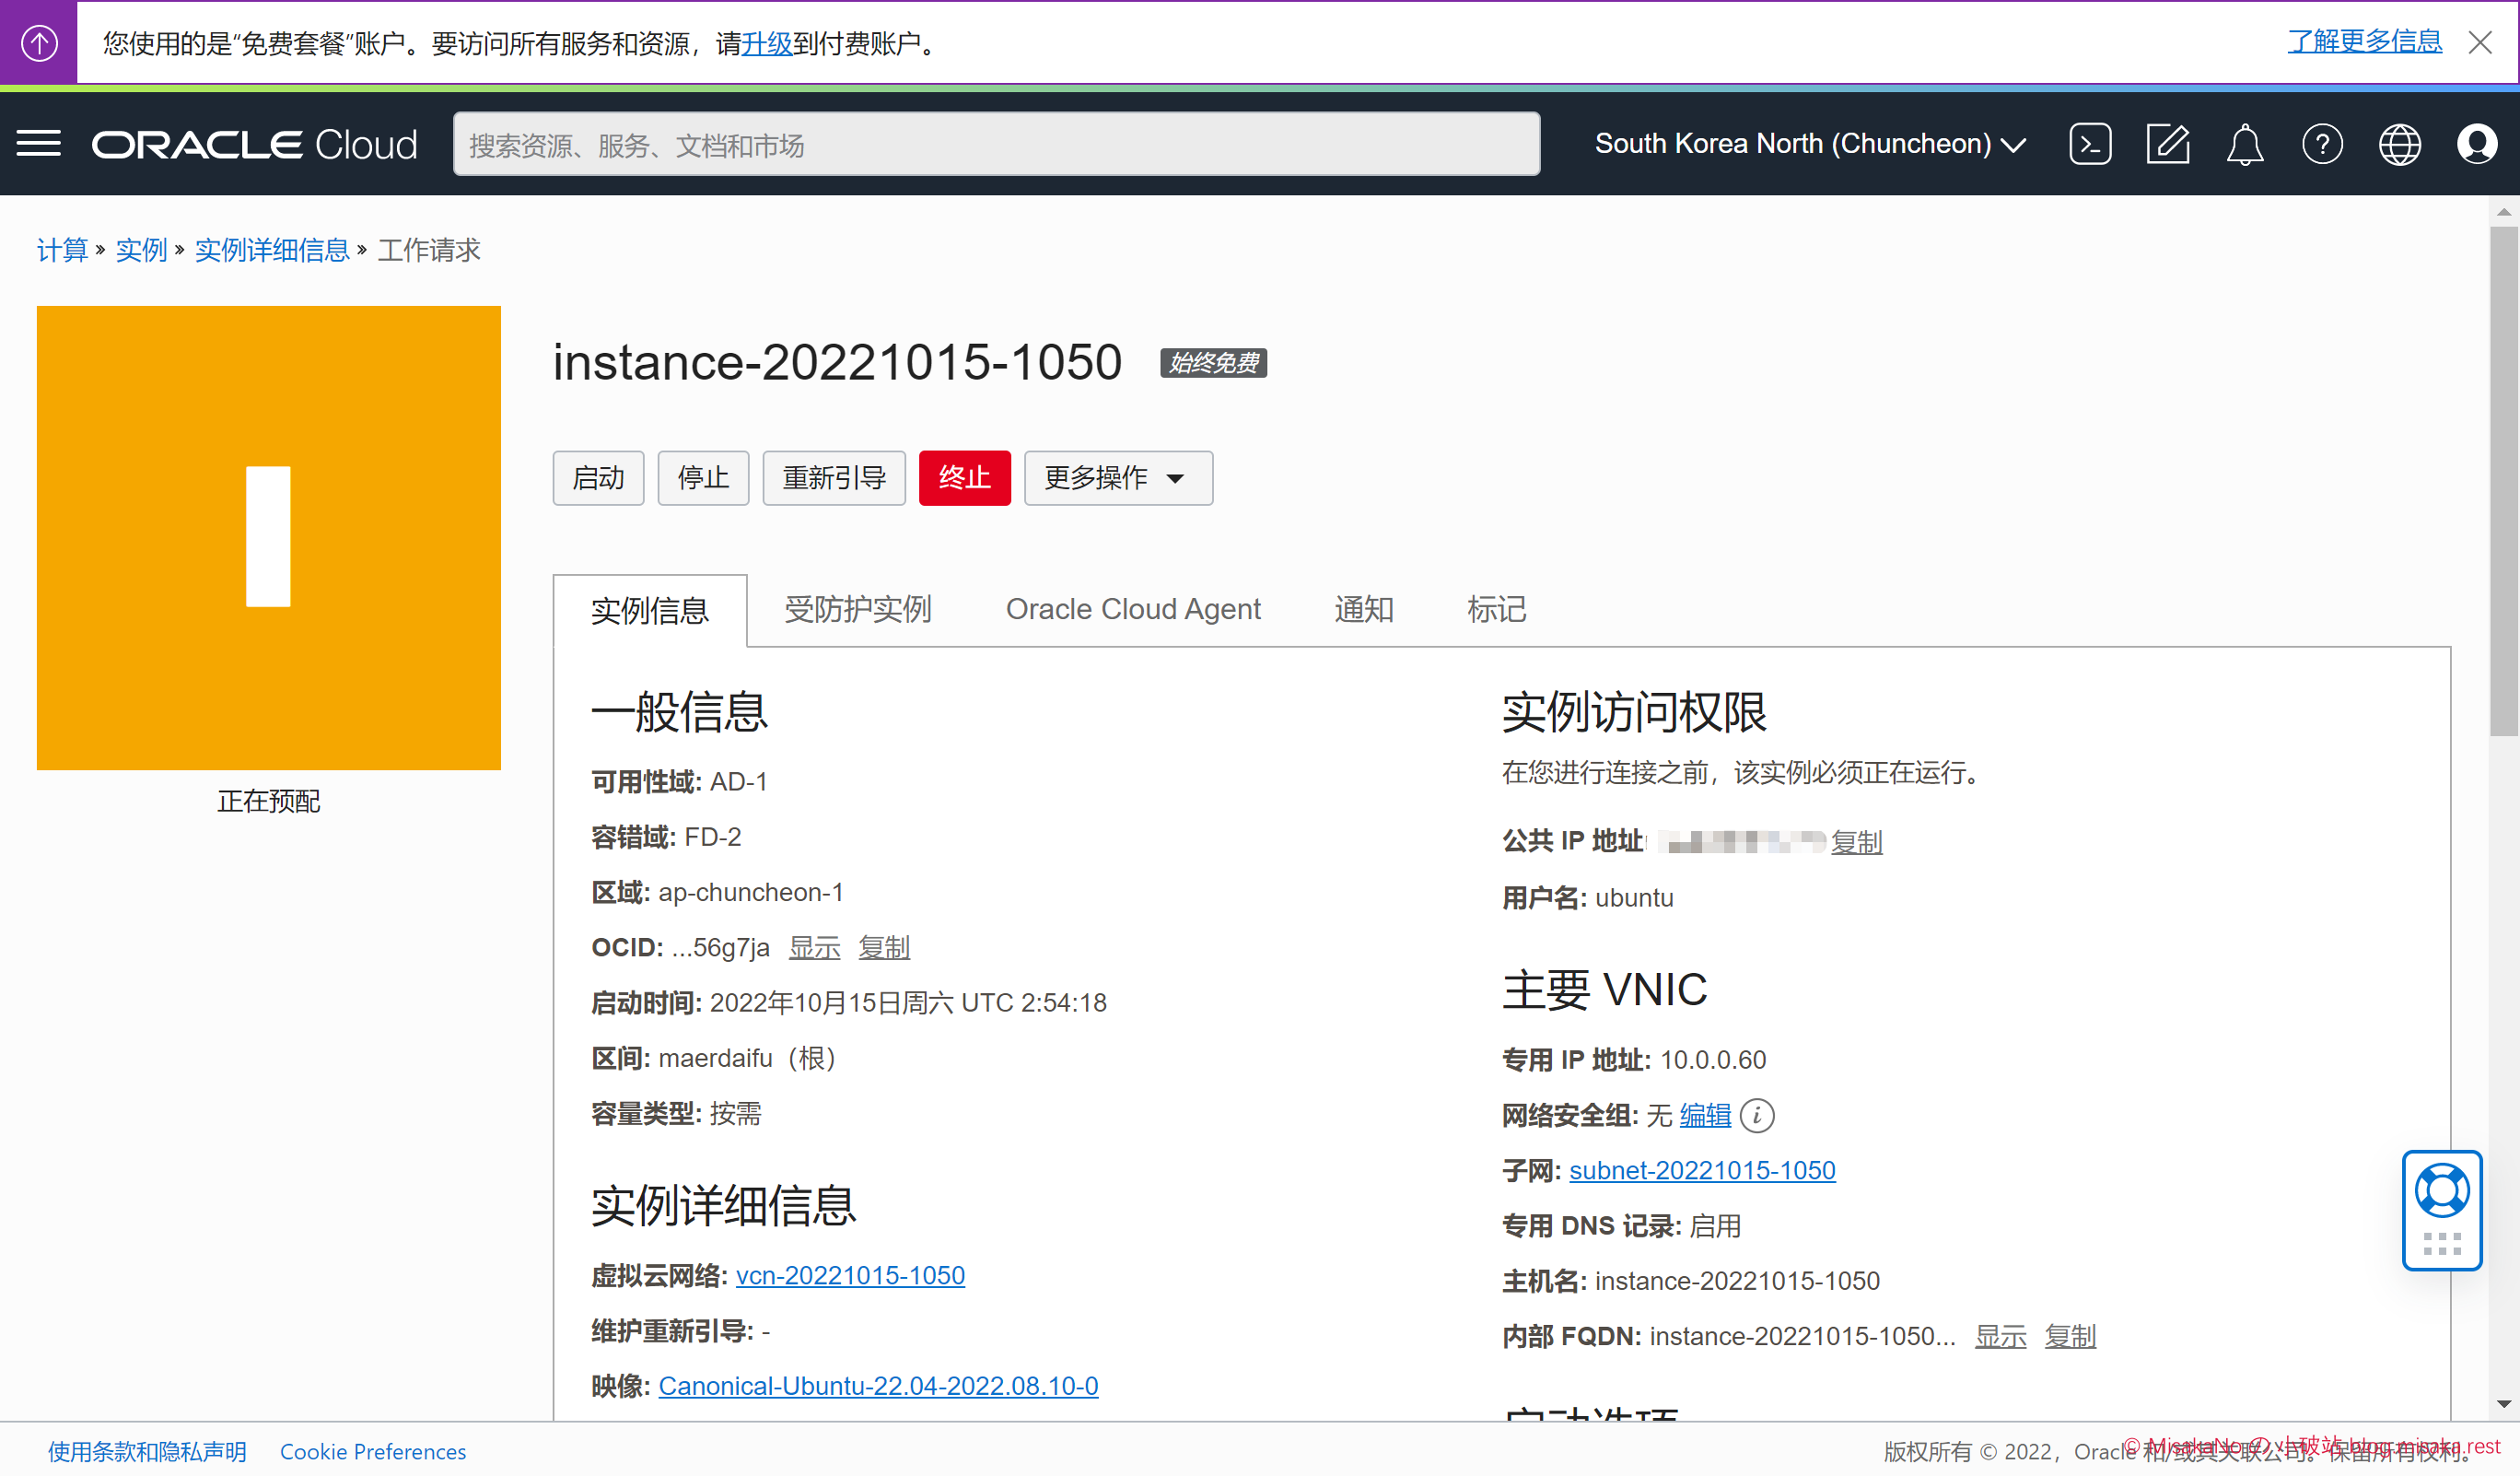 您使用的是“免费套餐”账户。要访问所有服务和资源，请升级到付费账户。
了解更多信息
ORACLE Cloud
搜索资源、服务、文档和市场
South Korea North (Chuncheon)
计算 » 实例 » 实例详细信息 » 工作请求
正在预配
instance-20221015-1050 始终免费
启动 停止 重新引导 终止 更多操作
实例信息 受防护实例 Oracle Cloud Agent 通知 标记
一般信息
可用性域: AD-1
容错域: FD-2
区域: ap-chuncheon-1
OCID: ...56g7ja 显示 复制
启动时间: 2022年10月15日周六 UTC 2:54:18
区间: maerdaifu（根）
容量类型: 按需
实例详细信息
虚拟云网络: vcn-20221015-1050
维护重新引导: -
映像: Canonical-Ubuntu-22.04-2022.08.10-0
实例访问权限
在您进行连接之前，该实例必须正在运行。
公共 IP 地址: 复制
用户名: ubuntu
主要 VNIC
专用 IP 地址: 10.0.0.60
网络安全组: 无 编辑
子网: subnet-20221015-1050
专用 DNS 记录: 启用
主机名: instance-20221015-1050
内部 FQDN: instance-20221015-1050... 显示 复制
启动选项
使用条款和隐私声明 Cookie Preferences
版权所有 © 2022，Oracle 和/或其关联公司。保留所有权利。
© MisakaNo の 小破站 blog.misaka.rest